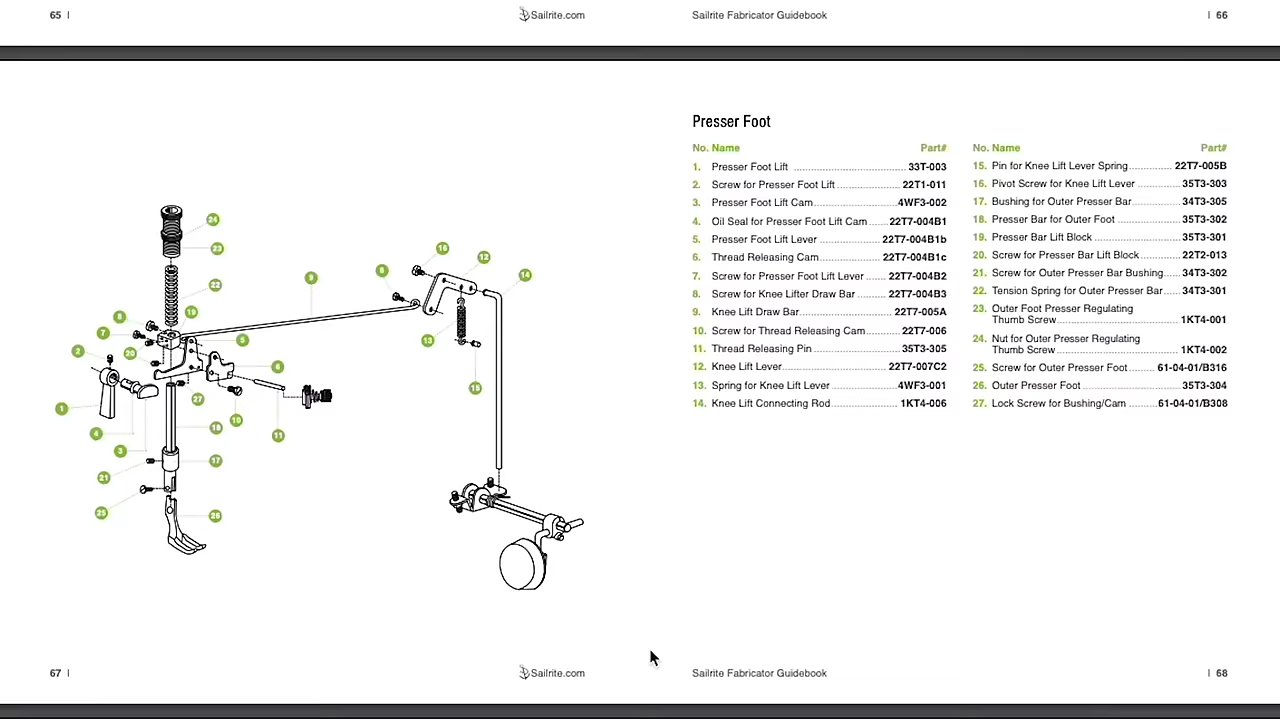 65 |
Sailrite.com
Sailrite Fabricator Guidebook
| 66
24
23
22
9
8
16
12
14
8
19
7
5
2
20
6
13
15
1
27
10
4
18
11
3
17
21
25
26
Presser Foot
No. Name Part#
1. Presser Foot Lift 33T-003
2. Screw for Presser Foot Lift 22T1-011
3. Presser Foot Lift Cam 4WF3-002
4. Oil Seal for Presser Foot Lift Cam 22T7-004B1
5. Presser Foot Lift Lever 22T7-004B1b
6. Thread Releasing Cam 22T7-004B1c
7. Screw for Presser Foot Lift Lever 22T7-004B2
8. Screw for Knee Lifter Draw Bar 22T7-004B3
9. Knee Lift Draw Bar 22T7-005A
10. Screw for Thread Releasing Cam 22T7-006
11. Thread Releasing Pin 35T3-305
12. Knee Lift Lever 22T7-007C2
13. Spring for Knee Lift Lever 4WF3-001
14. Knee Lift Connecting Rod 1KT4-006
No. Name Part#
15. Pin for Knee Lift Lever Spring 22T7-005B
16. Pivot Screw for Knee Lift Lever 35T3-303
17. Bushing for Outer Presser Bar 34T3-305
18. Presser Bar for Outer Foot 35T3-302
19. Presser Bar Lift Block 35T3-301
20. Screw for Presser Bar Lift Block 22T2-013
21. Screw for Outer Presser Bar Bushing 34T3-302
22. Tension Spring for Outer Presser Bar 34T3-301
23. Outer Foot Presser Regulating
Thumb Screw 1KT4-001
24. Nut for Outer Presser Regulating
Thumb Screw 1KT4-002
25. Screw for Outer Presser Foot 61-04-01/B316
26. Outer Presser Foot 35T3-304
27. Lock Screw for Bushing/Cam 61-04-01/B308
67 |
Sailrite.com
Sailrite Fabricator Guidebook
| 68